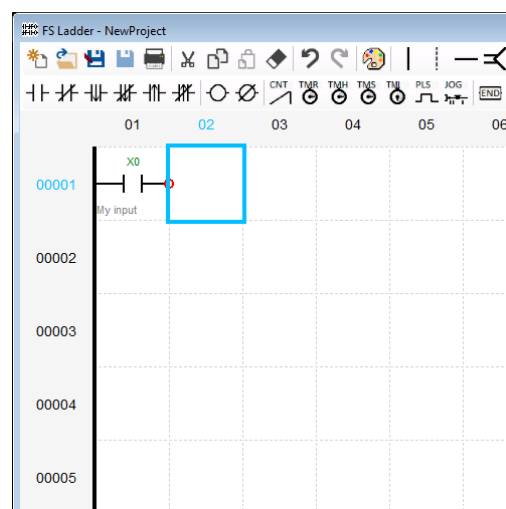 FS Ladder - NewProject
CNT TMR TMH TMS TMI PLS JOG
END
01 02 03 04 05 06
X0
00001
My input
00002
00003
00004
00005